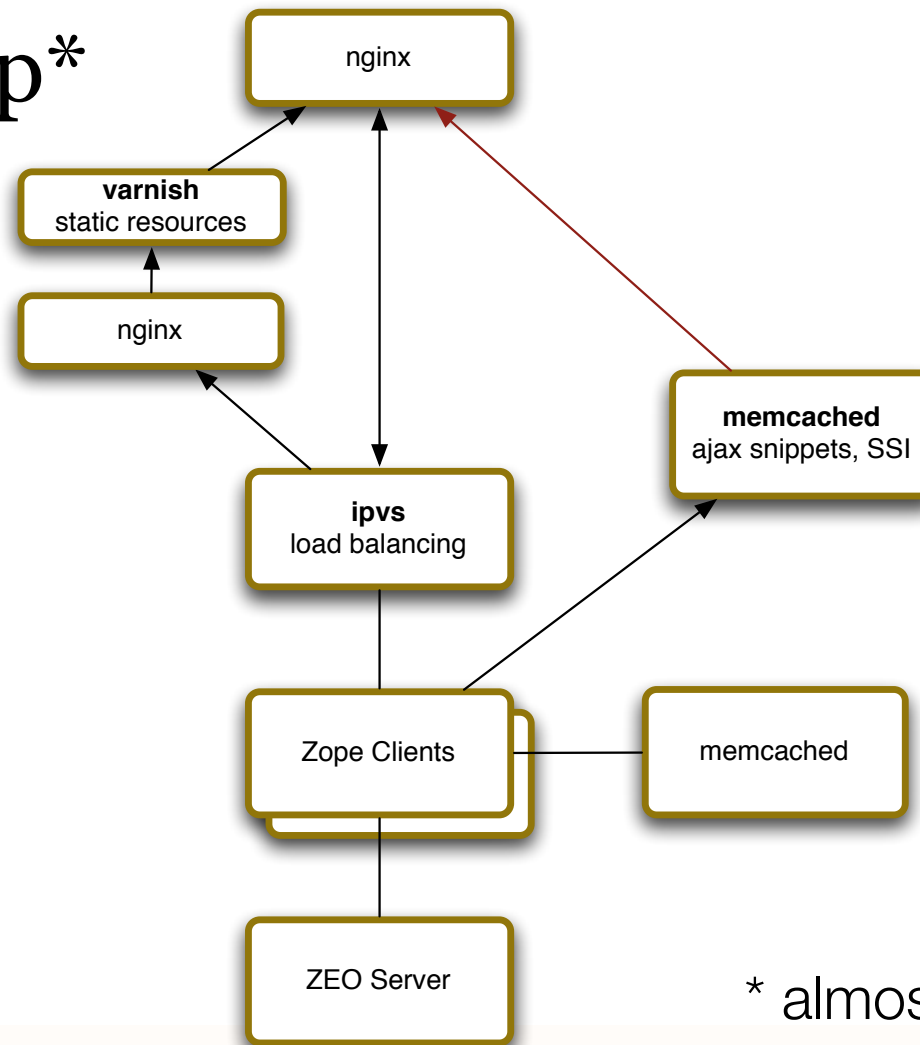 p*
nginx
varnish
static resources
nginx
memcached
ajax snippets, SSI
ipvs
load balancing
Zope Clients
memcached
ZEO Server
* almos